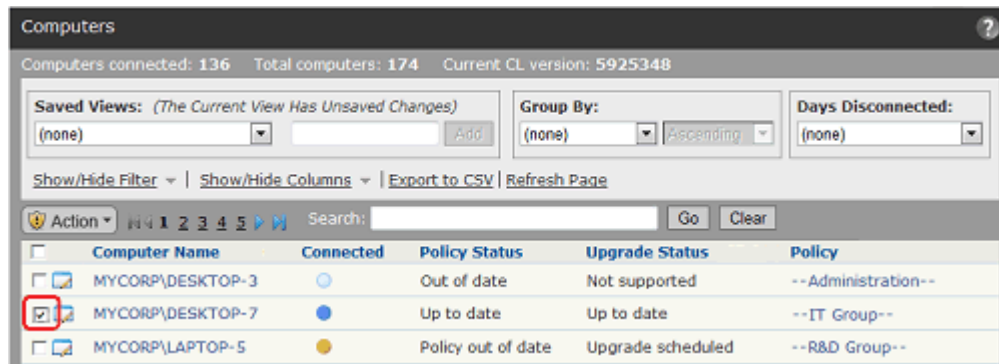 Computers ?
Computers connected: 136 Total computers: 174 Current CL version: 5925348
Saved Views: (The Current View Has Unsaved Changes) Group By: Days Disconnected:
(none) Add (none) Ascending (none)
Show/Hide Filter | Show/Hide Columns | Export to CSV | Refresh Page
Action 1 2 3 4 5 Search: Go Clear
Computer Name Connected Policy Status Upgrade Status Policy
MYCORP\DESKTOP-3 Out of date Not supported --Administration--
MYCORP\DESKTOP-7 Up to date Up to date --IT Group--
MYCORP\LAPTOP-5 Policy out of date Upgrade scheduled --R&D Group--